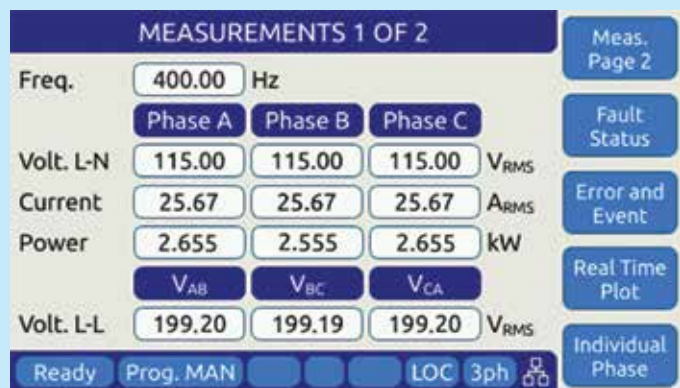 MEASUREMENTS 1 OF 2
Meas.
Page 2
Freq. 400.00 Hz
Phase A Phase B Phase C
Fault
Status
Volt. L-N 115.00 115.00 115.00 VRMS
Current 25.67 25.67 25.67 ARMS
Error and
Event
Power 2.655 2.555 2.655 kW
VAB VBC VCA
Real Time
Plot
Volt. L-L 199.20 199.19 199.20 VRMS
Individual
Phase
Ready Prog. MAN LOC 3ph